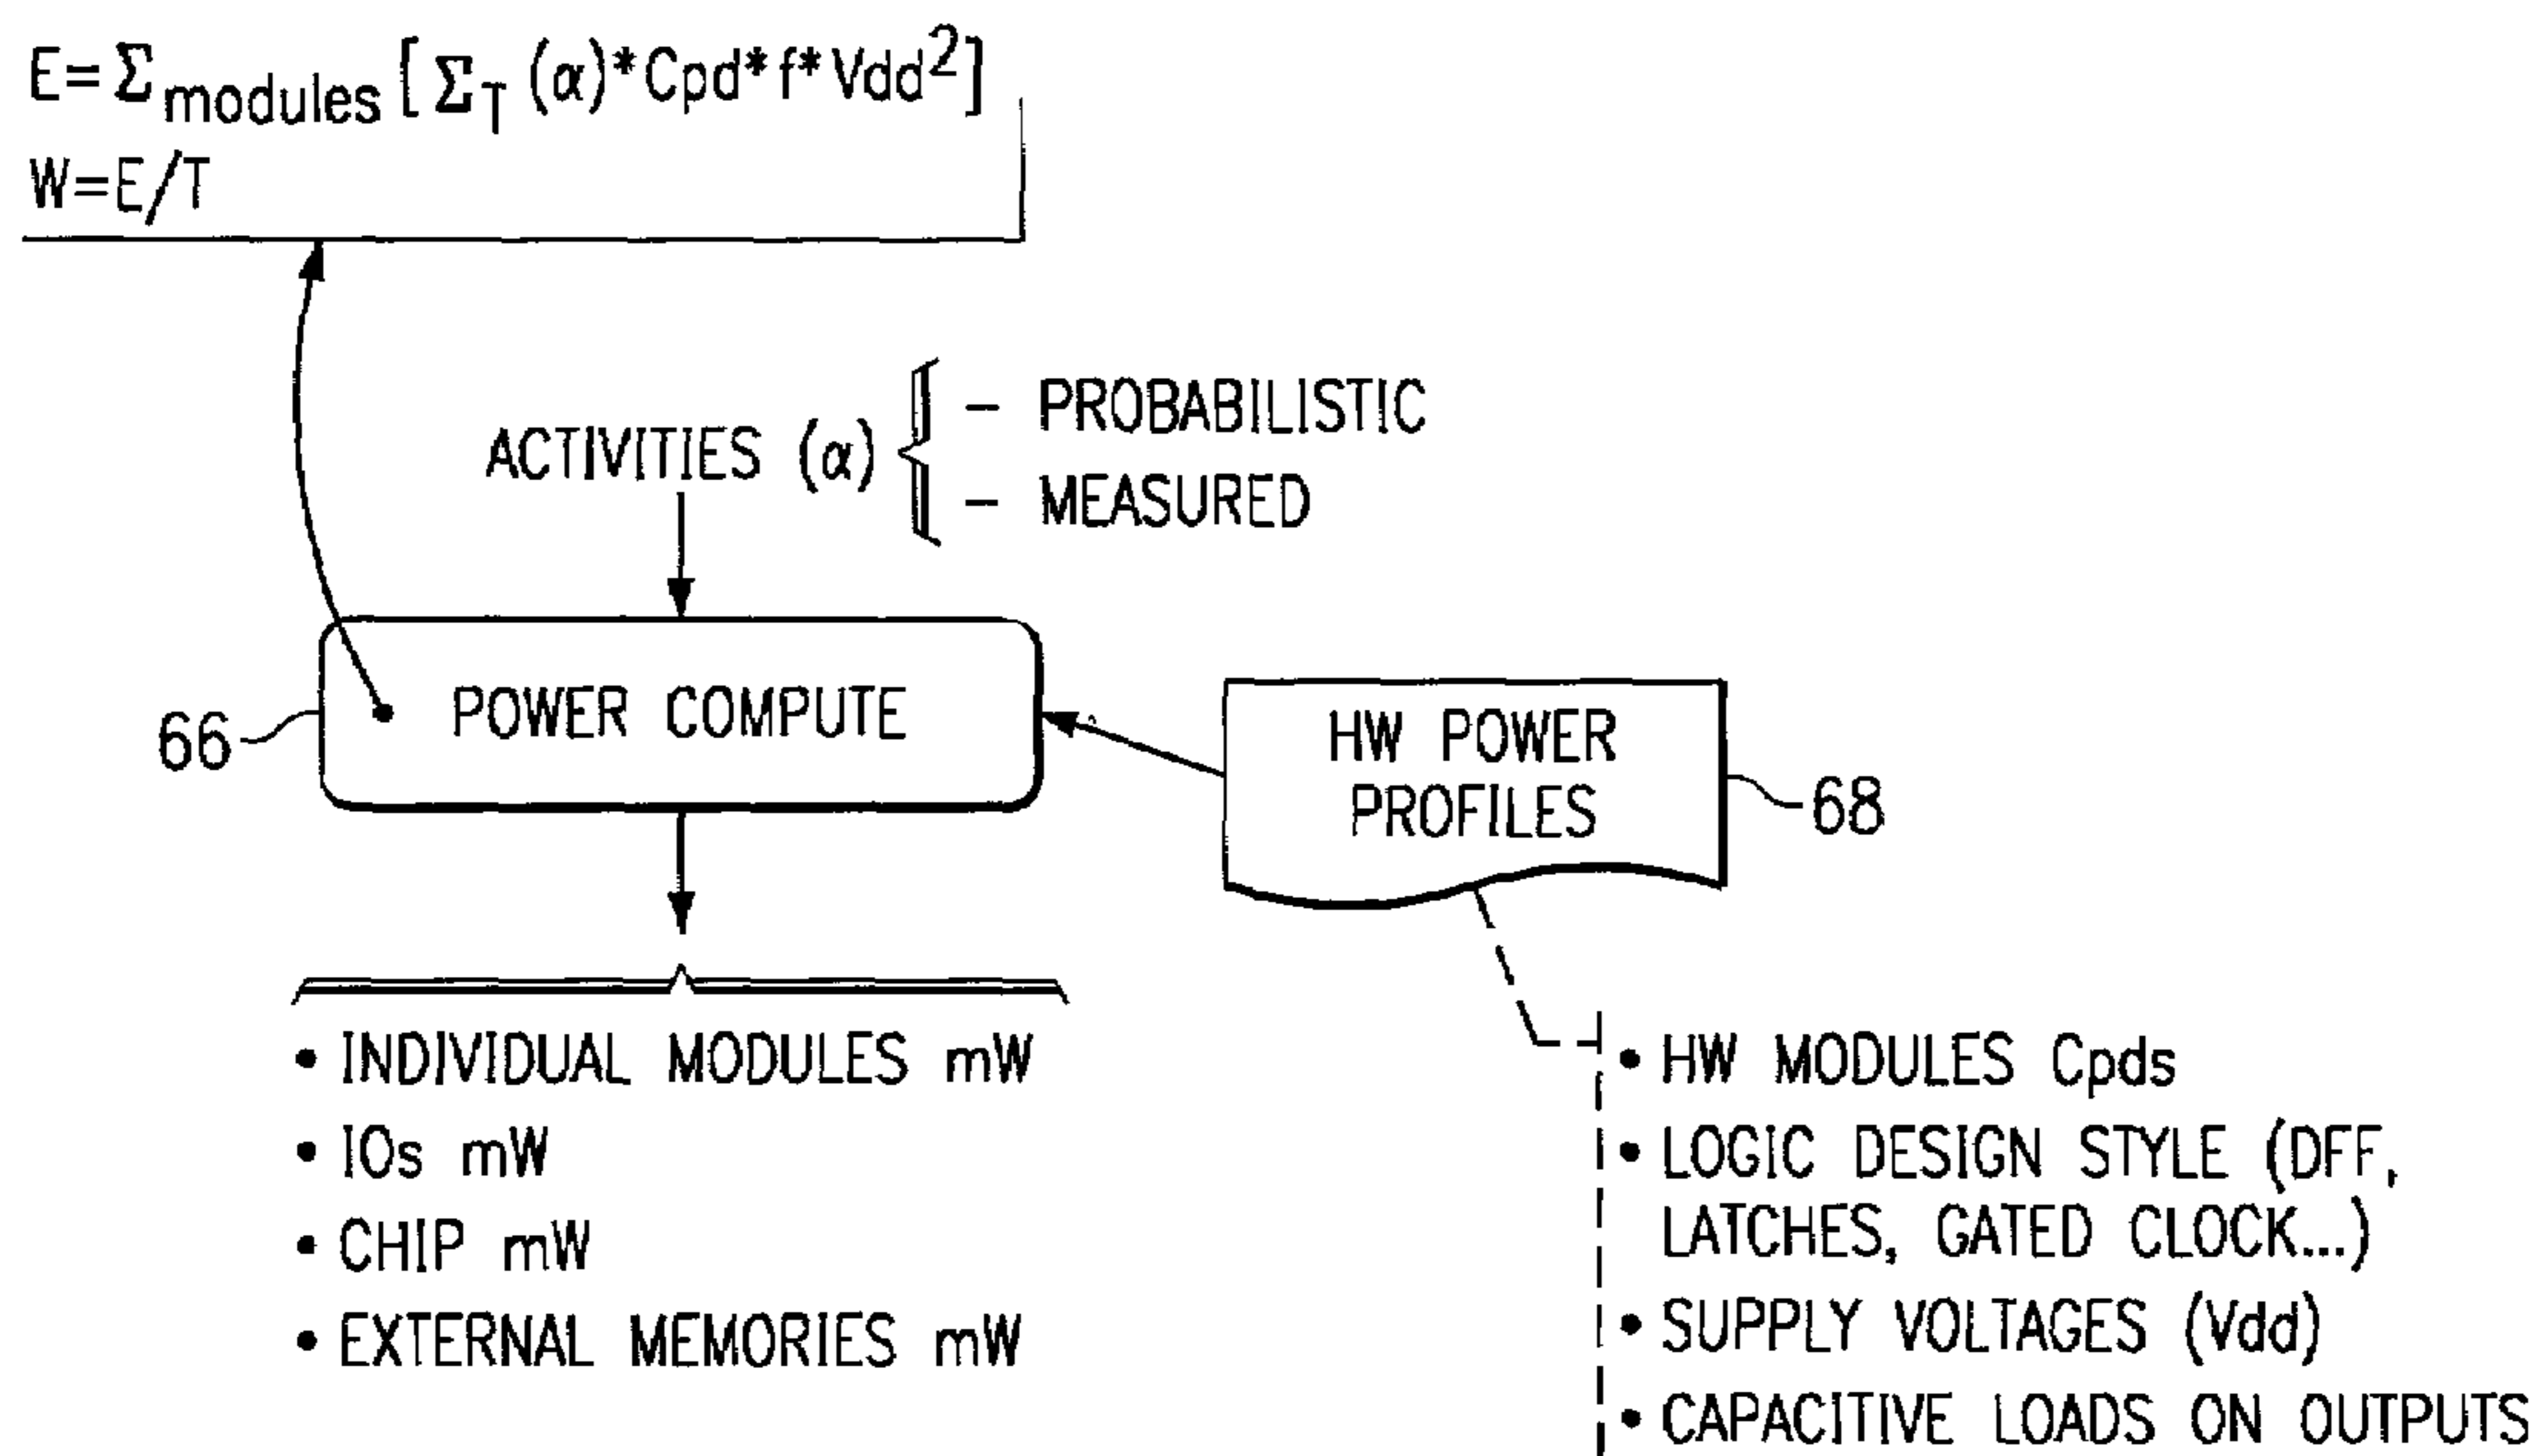 E=Σmodules[ΣT(α)*Cpd*f*Vdd²]
W=E/T
ACTIVITIES (α)
- PROBABILISTIC
- MEASURED
66
POWER COMPUTE
HW POWER
PROFILES
68
• INDIVIDUAL MODULES mW
• IOs mW
• CHIP mW
• EXTERNAL MEMORIES mW
• HW MODULES Cpds
• LOGIC DESIGN STYLE (DFF,
LATCHES, GATED CLOCK...)
• SUPPLY VOLTAGES (Vdd)
• CAPACITIVE LOADS ON OUTPUTS